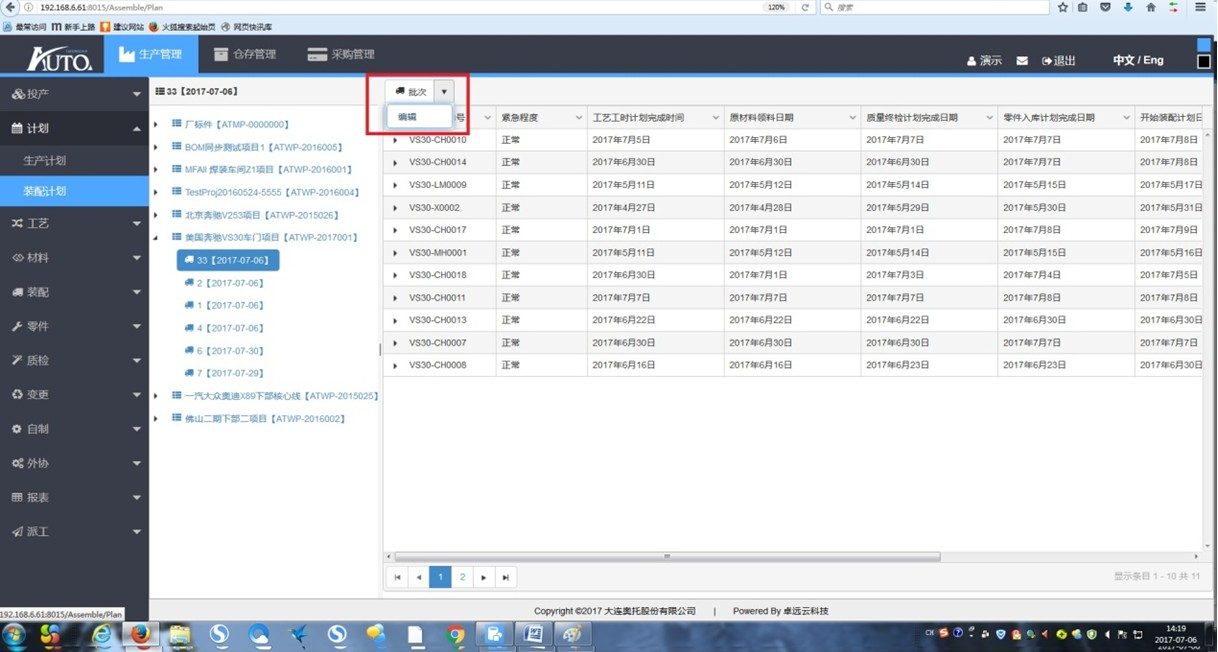 192.168.6.61:8015/Assemble/Plan
120%
搜索
最常访问 新手上路 建议网站 火狐搜索起始页 网页快讯库
AUTO.
生产管理 仓存管理 采购管理
演示 退出 中文 / Eng
投产
计划
生产计划
装配计划
工艺
材料
装配
零件
质检
变更
自制
外协
报表
派工
33【2017-07-06】
厂标件【ATMP-0000000】
BOM同步测试项目1【ATWP-2016005】
MFAII 焊装车间Z1项目【ATWP-2016001】
TestProj20160524-5555【ATWP-2016004】
北京奔驰V253项目【ATWP-2015026】
美国奔驰VS30车门项目【ATWP-2017001】
33【2017-07-06】
2【2017-07-06】
1【2017-07-06】
4【2017-07-06】
6【2017-07-30】
7【2017-07-29】
一汽大众奥迪X89下部核心线【ATWP-2015025】
佛山二期下部二项目【ATWP-2016002】
批次
编辑
号 紧急程度 工艺工时计划完成时间 原材料领料日期 质量终检计划完成日期 零件入库计划完成日期 开始装配计划日
VS30-CH0010 正常 2017年7月5日 2017年7月6日 2017年7月7日 2017年7月7日 2017年7月8日
VS30-CH0014 正常 2017年6月30日 2017年6月30日 2017年6月30日 2017年7月7日 2017年7月8日
VS30-LM0009 正常 2017年5月11日 2017年5月12日 2017年5月14日 2017年5月15日 2017年5月17日
VS30-X0002 正常 2017年4月27日 2017年4月28日 2017年5月29日 2017年5月30日 2017年5月31日
VS30-CH0017 正常 2017年7月1日 2017年7月1日 2017年7月1日 2017年7月8日 2017年7月9日
VS30-MH0001 正常 2017年5月11日 2017年5月12日 2017年5月14日 2017年5月15日 2017年5月16日
VS30-CH0018 正常 2017年6月30日 2017年7月1日 2017年7月3日 2017年7月4日 2017年7月5日
VS30-CH0011 正常 2017年7月7日 2017年7月7日 2017年7月7日 2017年7月8日 2017年7月8日
VS30-CH0013 正常 2017年6月22日 2017年6月22日 2017年6月22日 2017年6月22日 2017年6月30日
VS30-CH0007 正常 2017年6月30日 2017年6月30日 2017年6月30日 2017年7月7日 2017年7月7日
VS30-CH0008 正常 2017年6月16日 2017年6月16日 2017年6月23日 2017年6月23日 2017年6月30日
1 2
显示条目 1 - 10 共 11
Copyright ©2017 大连奥托股份有限公司 | Powered By 卓远云科技
192.168.6.61:8015/Assemble/Plan
CH
14:19
2017-07-06